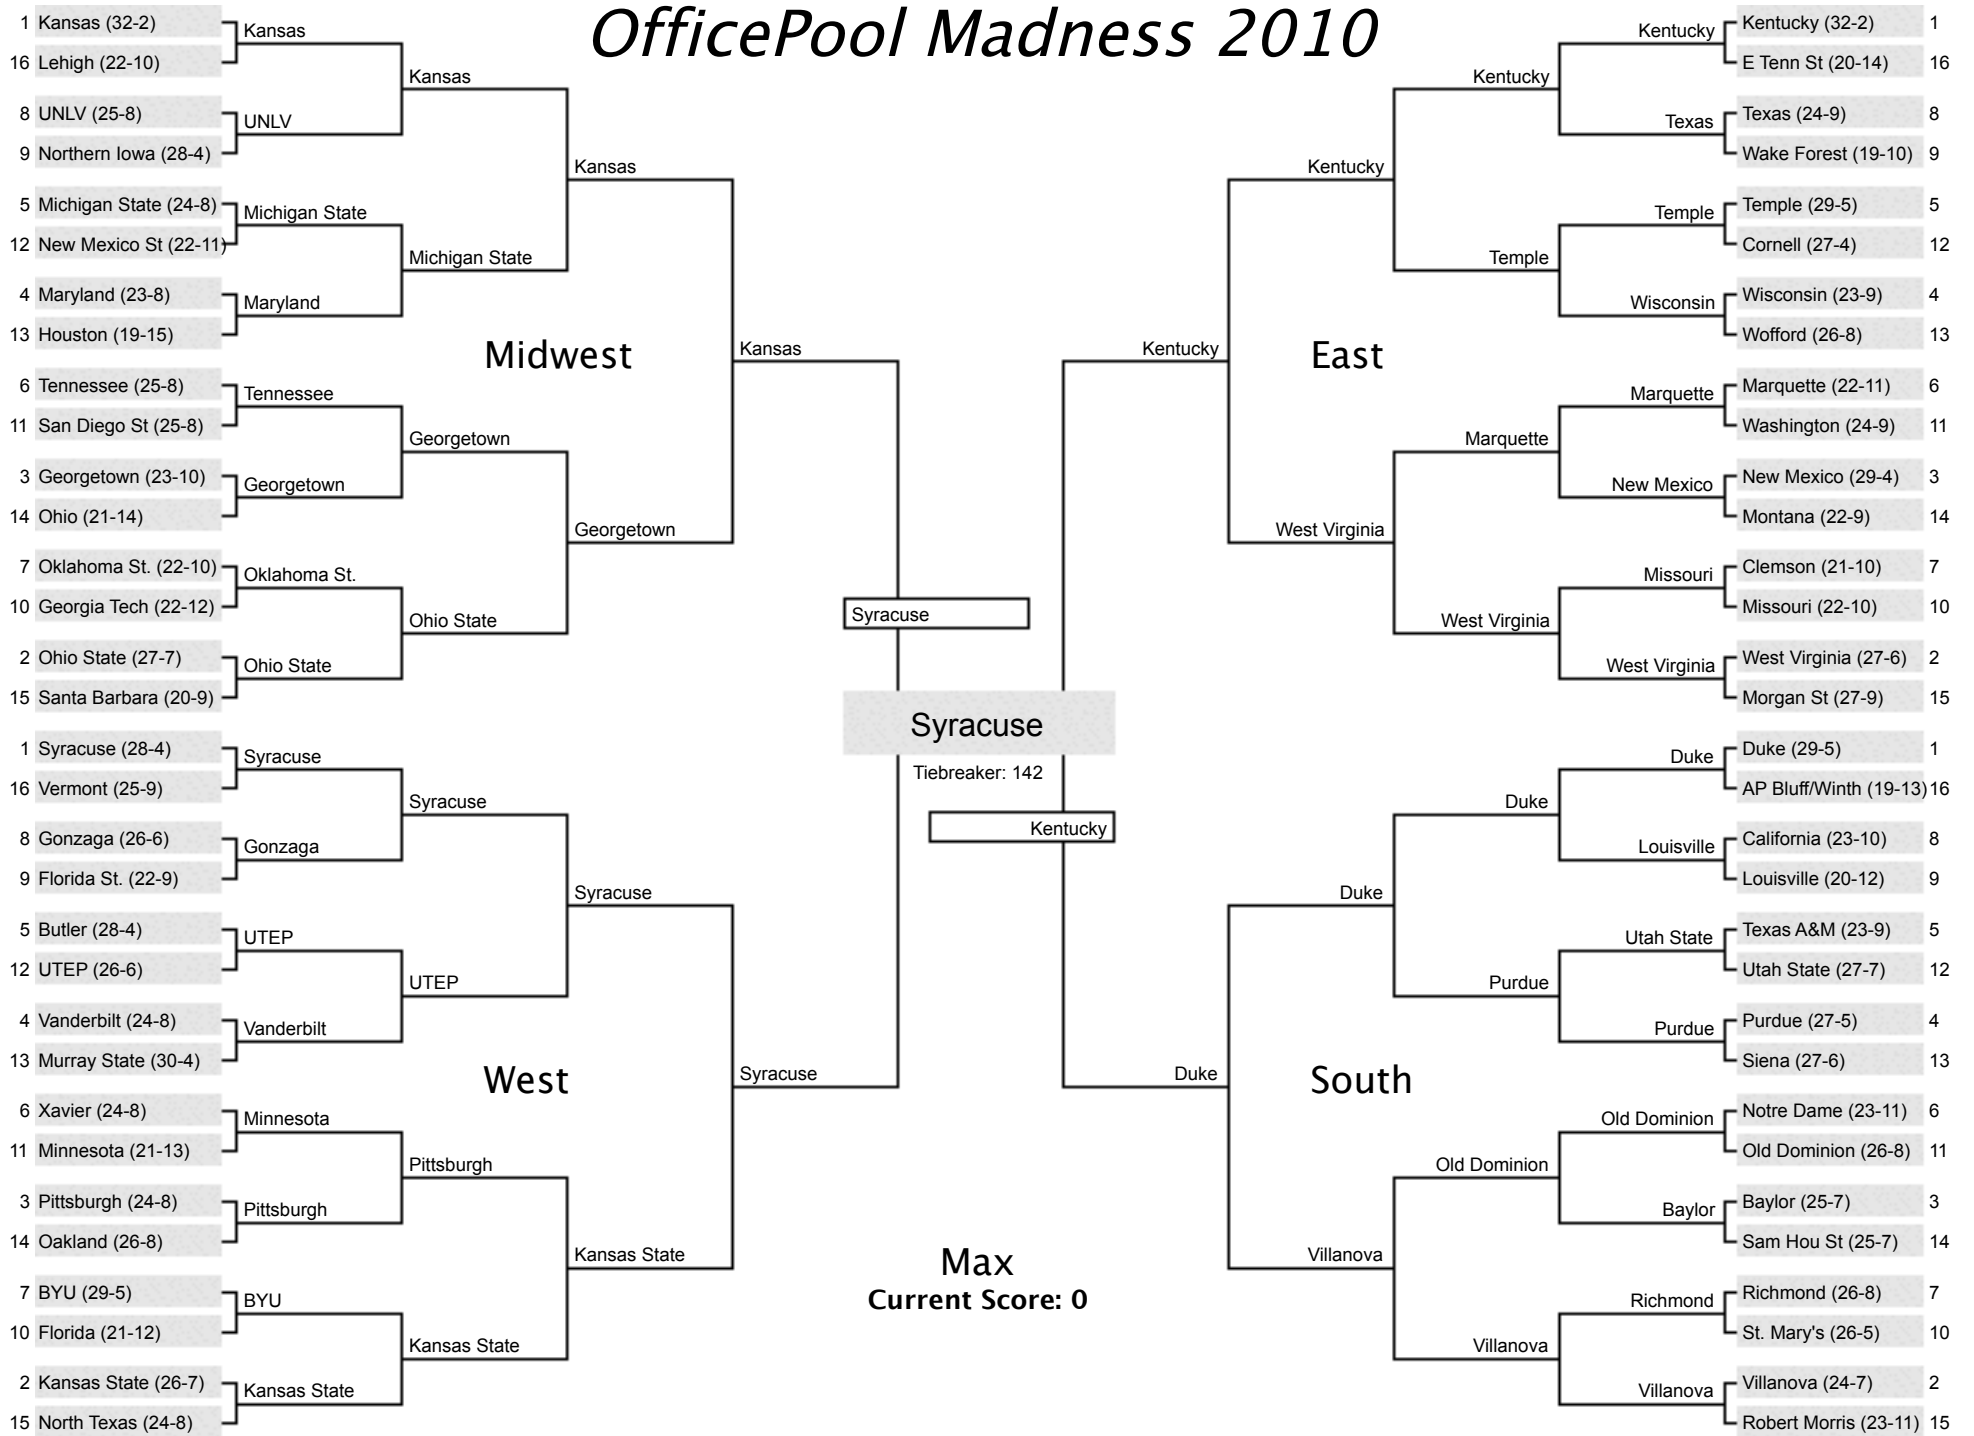 OfficePool Madness 2010
1 Kansas (32-2)
16 Lehigh (22-10)
8 UNLV (25-8)
9 Northern Iowa (28-4)
5 Michigan State (24-8)
12 New Mexico St (22-11)
4 Maryland (23-8)
13 Houston (19-15)
6 Tennessee (25-8)
11 San Diego St (25-8)
3 Georgetown (23-10)
14 Ohio (21-14)
7 Oklahoma St. (22-10)
10 Georgia Tech (22-12)
2 Ohio State (27-7)
15 Santa Barbara (20-9)
Kansas
UNLV
Michigan State
Maryland
Tennessee
Georgetown
Oklahoma St.
Ohio State
Kansas
Michigan State
Georgetown
Ohio State
Kansas
Georgetown
Midwest
Kansas
1 Syracuse (28-4)
16 Vermont (25-9)
8 Gonzaga (26-6)
9 Florida St. (22-9)
5 Butler (28-4)
12 UTEP (26-6)
4 Vanderbilt (24-8)
13 Murray State (30-4)
6 Xavier (24-8)
11 Minnesota (21-13)
3 Pittsburgh (24-8)
14 Oakland (26-8)
7 BYU (29-5)
10 Florida (21-12)
2 Kansas State (26-7)
15 North Texas (24-8)
Syracuse
Gonzaga
UTEP
Vanderbilt
Minnesota
Pittsburgh
BYU
Kansas State
Syracuse
UTEP
Pittsburgh
Kansas State
Syracuse
Kansas State
West
Syracuse
Syracuse
Syracuse
Tiebreaker: 142
Kentucky
Max
Current Score: 0
Kentucky (32-2) 1
E Tenn St (20-14) 16
Texas (24-9) 8
Wake Forest (19-10) 9
Temple (29-5) 5
Cornell (27-4) 12
Wisconsin (23-9) 4
Wofford (26-8) 13
Marquette (22-11) 6
Washington (24-9) 11
New Mexico (29-4) 3
Montana (22-9) 14
Clemson (21-10) 7
Missouri (22-10) 10
West Virginia (27-6) 2
Morgan St (27-9) 15
Kentucky
Texas
Temple
Wisconsin
Marquette
New Mexico
Missouri
West Virginia
Kentucky
Temple
Marquette
West Virginia
Kentucky
West Virginia
East
Kentucky
Duke (29-5) 1
AP Bluff/Winth (19-13) 16
California (23-10) 8
Louisville (20-12) 9
Texas A&M (23-9) 5
Utah State (27-7) 12
Purdue (27-5) 4
Siena (27-6) 13
Notre Dame (23-11) 6
Old Dominion (26-8) 11
Baylor (25-7) 3
Sam Hou St (25-7) 14
Richmond (26-8) 7
St. Mary's (26-5) 10
Villanova (24-7) 2
Robert Morris (23-11) 15
Duke
Louisville
Utah State
Purdue
Old Dominion
Baylor
Richmond
Villanova
Duke
Purdue
Old Dominion
Villanova
Duke
Villanova
South
Duke